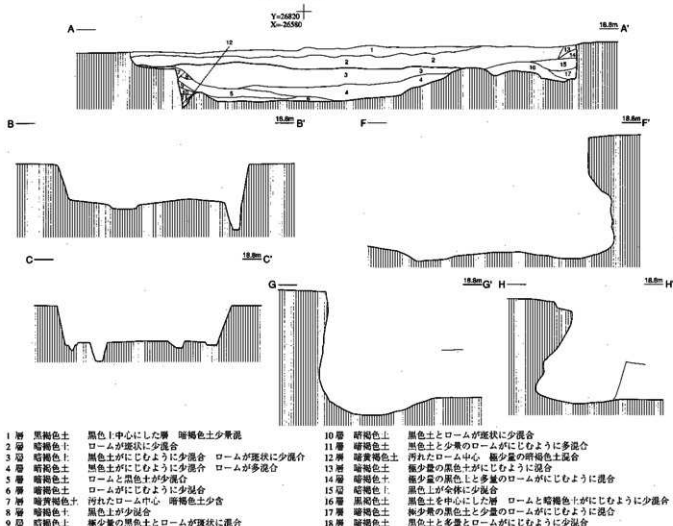 Y=26820
X=-26580
A
A'
18.8m
12
1
2
2
3
3
4
4
5
6
13
14
15
16
17
B
18.8m
B'
F
18.8m
F'
C
18.8m
C'
G
18.8m
G'
H
18.8m
H'
1層 黒褐色土 黒色土中心にした層 暗褐色土少量混
2層 暗褐色土 ロームが斑状に少混合
3層 暗褐色土 黒色土がにじむように少混合 ロームが斑状に少混合
4層 暗褐色土 黒色土がにじむように少混合 ロームが多混合
5層 暗褐色土 ロームと黒色土が少混合
6層 暗褐色土 ロームがにじむように少混合
7層 暗黄褐色土 汚れたローム中心 暗褐色土少含
8層 暗褐色土 黒色土が少混合
9層 暗褐色土 極少量の黒色土とロームが斑状に混合
10層 暗褐色土 黒色土とロームが斑状に少混合
11層 暗褐色土 黒色土と少量のロームがにじむように多混合
12層 暗黄褐色土 汚れたローム中心 極少量の暗褐色土混合
13層 暗褐色土 極少量の黒色土がにじむように混合
14層 暗褐色土 極少量の黒色土と多量のロームがにじむように混合
15層 暗褐色土 黒色土が全体に少混合
16層 黒褐色土 黒色土を中心にした層 ロームと暗褐色土がにじむように少混合
17層 暗褐色土 極少量の黒色土と少量のロームがにじむように混合
18層 暗褐色土 黒色土と多量とロームがにじむように混合